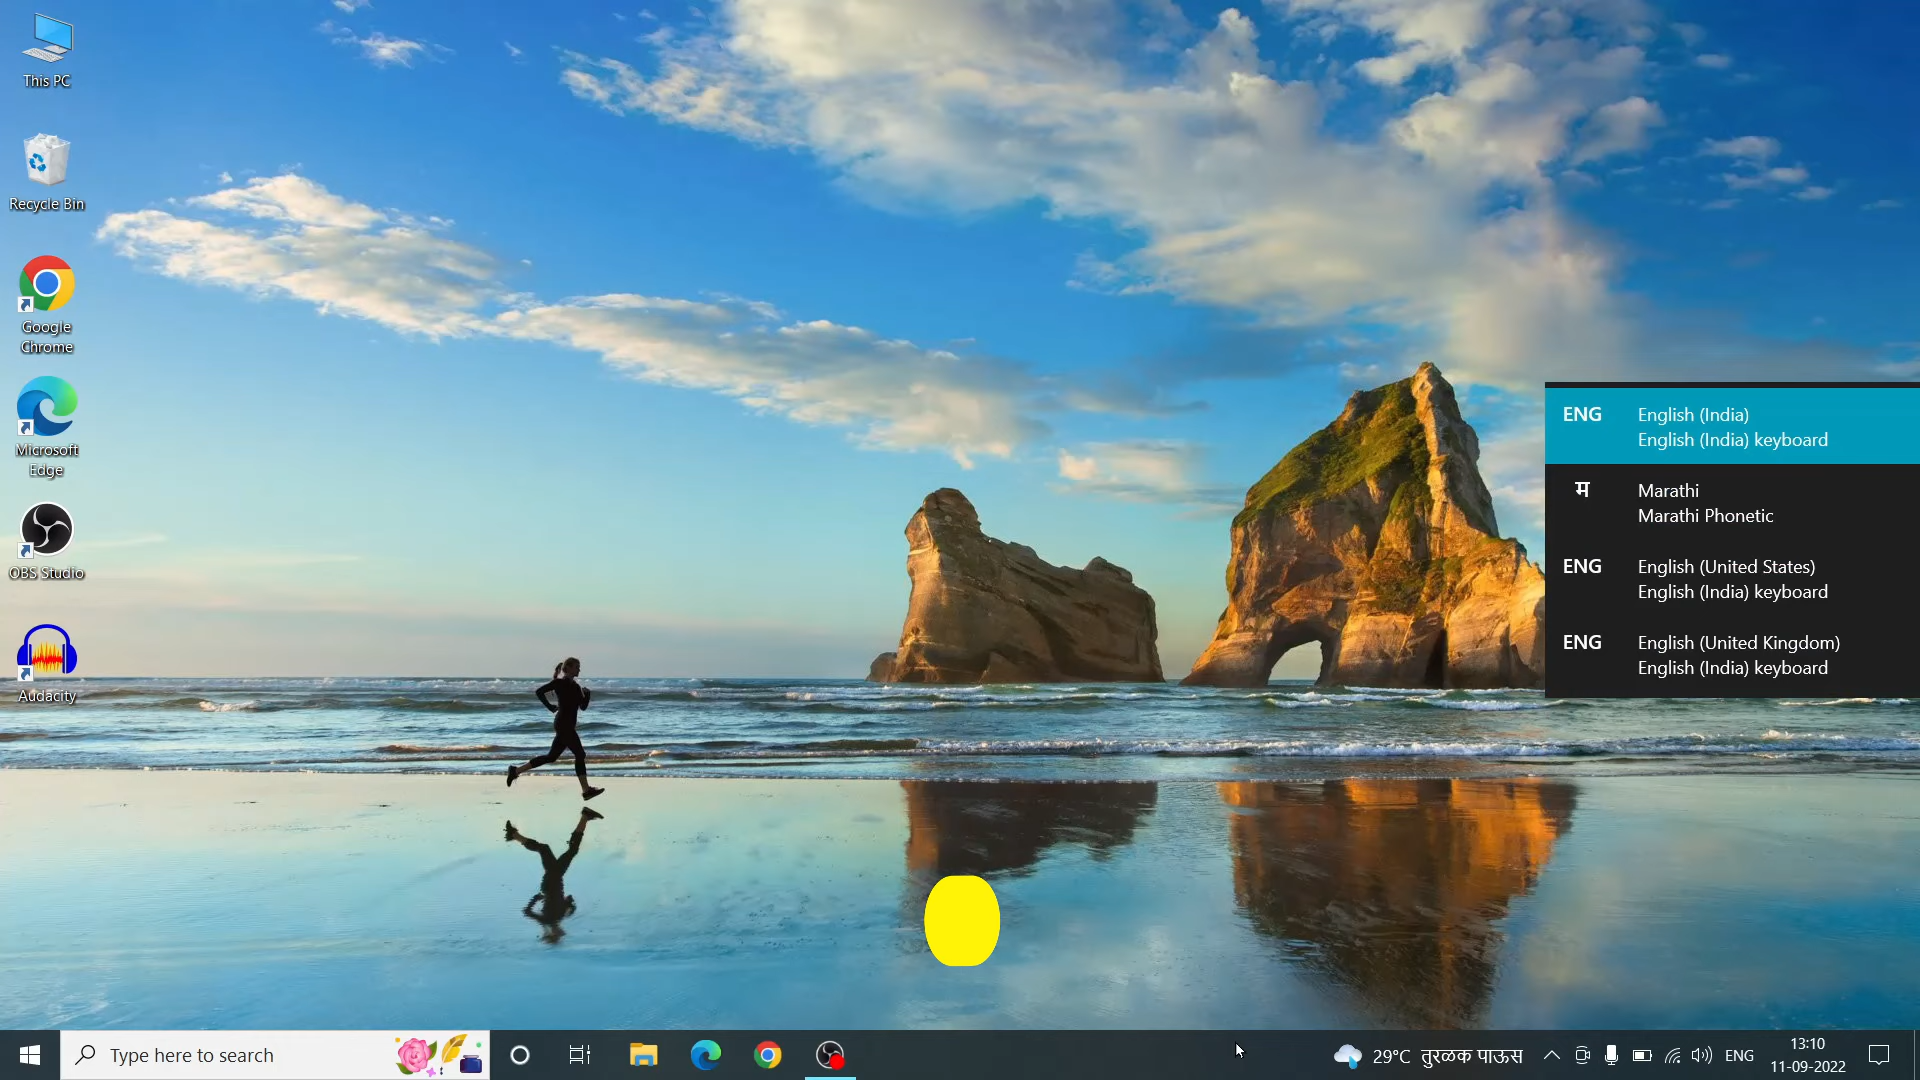 This PC
Recycle Bin
Google
Chrome
Microsoft
Edge
OBS Studio
Audacity
ENG English (India)
English (India) keyboard
म Marathi
Marathi Phonetic
ENG English (United States)
English (India) keyboard
ENG English (United Kingdom)
English (India) keyboard
Type here to search
29°C तुरळक पाऊस
ENG
13:10
11-09-2022